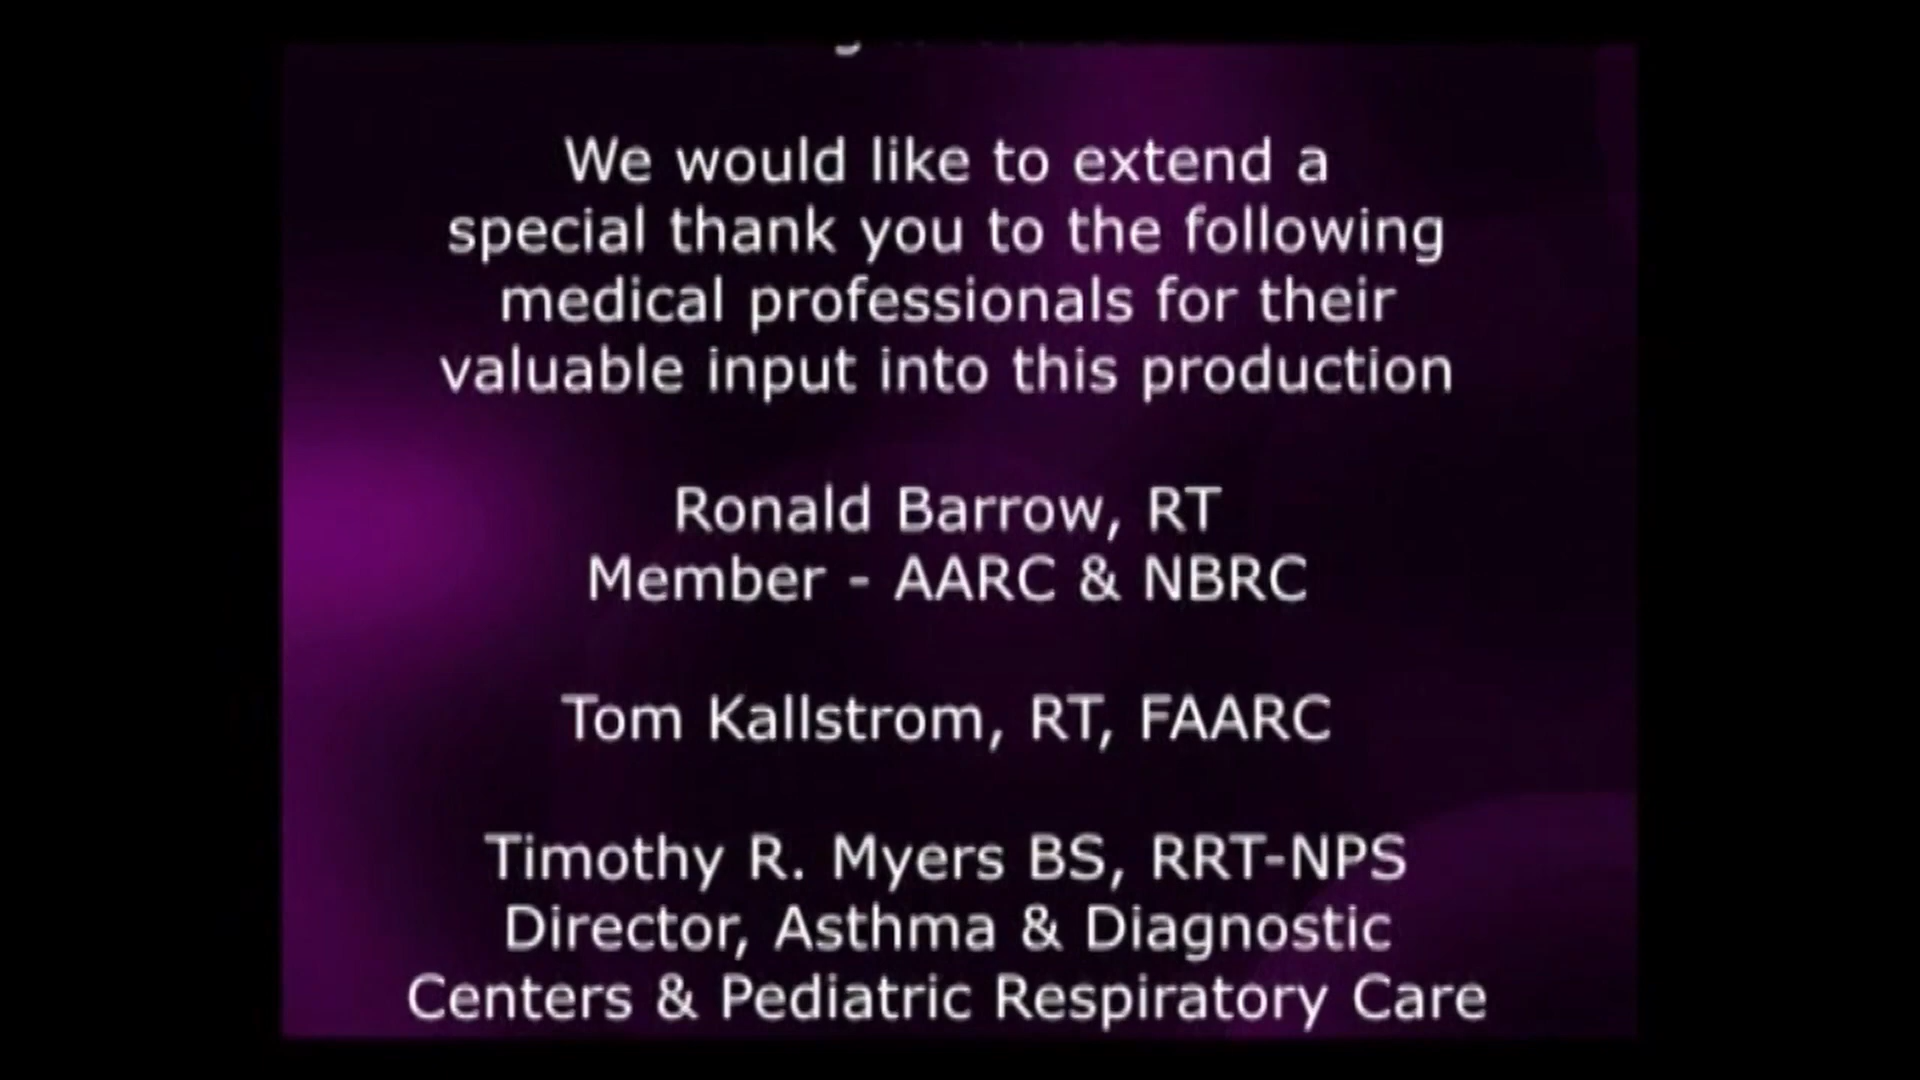 We would like to extend a
special thank you to the following
medical professionals for their
valuable input into this production
Ronald Barrow, RT
Member - AARC & NBRC
Tom Kallstrom, RT, FAARC
Timothy R. Myers BS, RRT-NPS
Director, Asthma & Diagnostic
Centers & Pediatric Respiratory Care